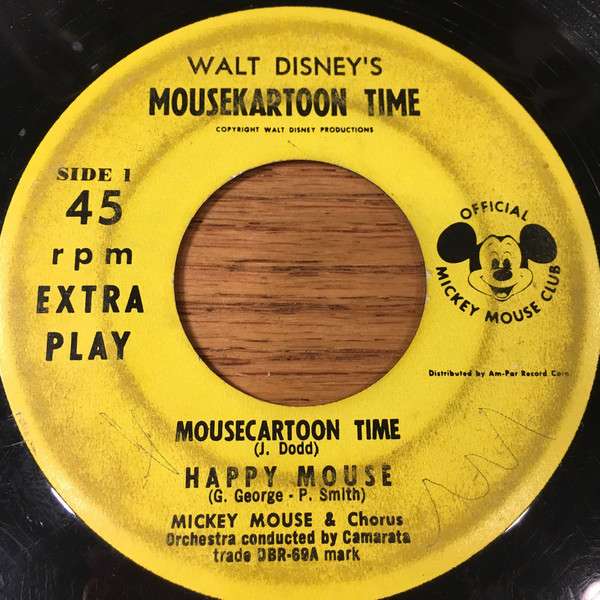 WALT DISNEY'S
MOUSEKARTOON TIME
COPYRIGHT WALT DISNEY PRODUCTIONS
SIDE 1
45
rpm
EXTRA
PLAY
OFFICIAL
MICKEY MOUSE CLUB
Distributed by Am-Par Record Corp.
MOUSECARTOON TIME
(J. Dodd)
HAPPY MOUSE
(G. George - P. Smith)
MICKEY MOUSE & Chorus
Orchestra conducted by Camarata
trade DBR-69A mark